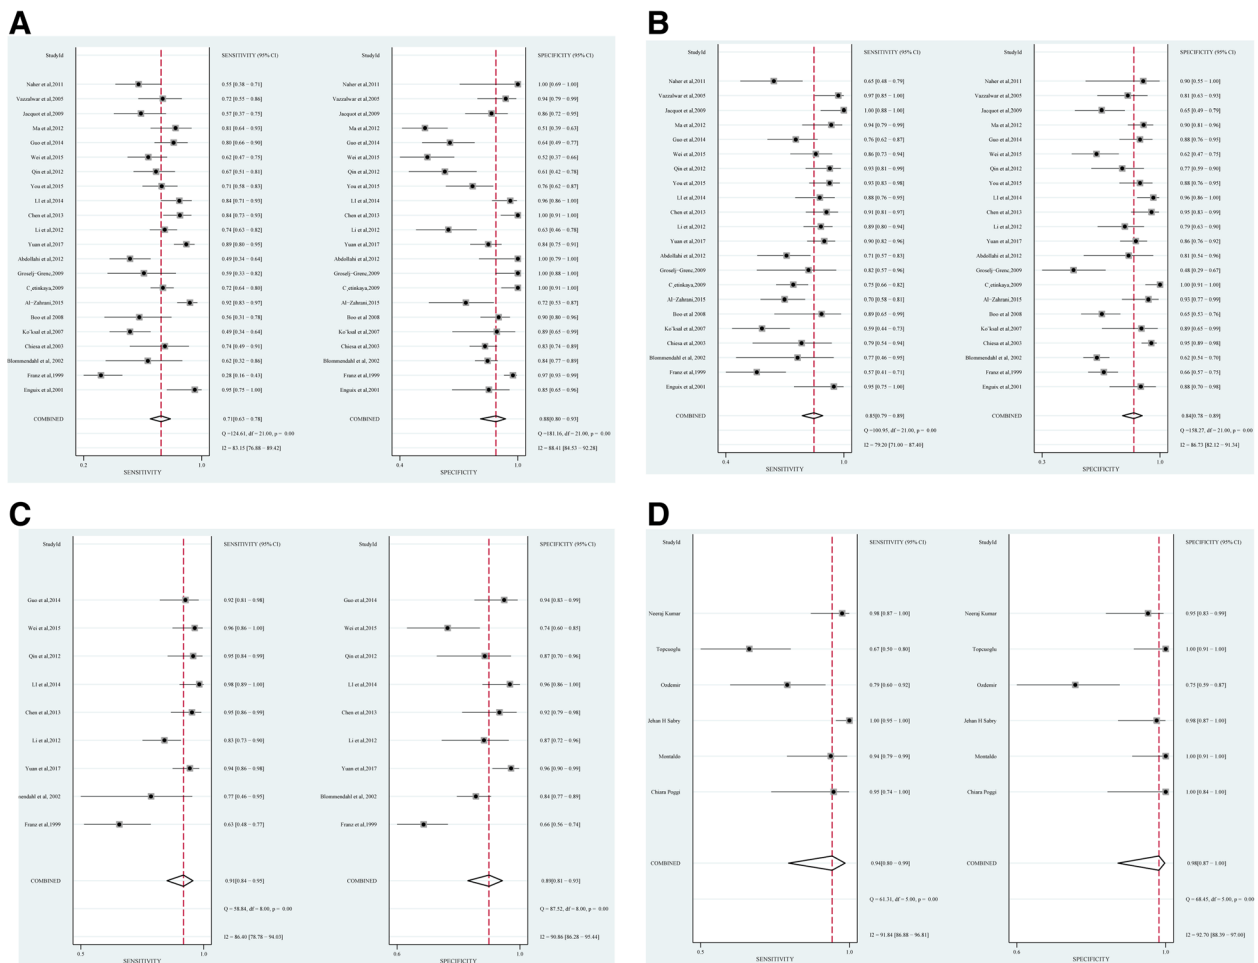 A
StudyId SENSITIVITY (95% CI)
Naher et al,2011 0.55 [0.38 - 0.71]
Vazzalwar et al,2005 0.72 [0.55 - 0.86]
Jacquot et al,2009 0.57 [0.37 - 0.75]
Ma et al,2012 0.81 [0.64 - 0.93]
Guo et al,2014 0.80 [0.66 - 0.90]
Wei et al,2015 0.62 [0.47 - 0.75]
Qin et al,2012 0.67 [0.51 - 0.81]
You et al,2015 0.71 [0.58 - 0.83]
LI et al,2014 0.84 [0.71 - 0.93]
Chen et al,2013 0.84 [0.73 - 0.93]
Li et al,2012 0.74 [0.63 - 0.82]
Yuan et al,2017 0.89 [0.80 - 0.95]
Abdollahi et al,2012 0.49 [0.34 - 0.64]
Groselj-Grenc,2009 0.59 [0.33 - 0.82]
C¸etinkaya,2009 0.72 [0.64 - 0.80]
Al-Zahrani,2015 0.92 [0.83 - 0.97]
Boo et al 2008 0.56 [0.31 - 0.78]
Ko¨ksal et al,2007 0.49 [0.34 - 0.64]
Chiesa et al,2003 0.74 [0.49 - 0.91]
Blommendahl et al, 2002 0.62 [0.32 - 0.86]
Franz et al,1999 0.28 [0.16 - 0.43]
Enguix et al,2001 0.95 [0.75 - 1.00]
COMBINED 0.71[0.63 - 0.78]
Q =124.61, df = 21.00, p = 0.00
I2 = 83.15 [76.88 - 89.42]
0.2 1.0
SENSITIVITY
StudyId SPECIFICITY (95% CI)
Naher et al,2011 1.00 [0.69 - 1.00]
Vazzalwar et al,2005 0.94 [0.79 - 0.99]
Jacquot et al,2009 0.86 [0.72 - 0.95]
Ma et al,2012 0.51 [0.39 - 0.63]
Guo et al,2014 0.64 [0.49 - 0.77]
Wei et al,2015 0.52 [0.37 - 0.66]
Qin et al,2012 0.61 [0.42 - 0.78]
You et al,2015 0.76 [0.62 - 0.87]
LI et al,2014 0.96 [0.86 - 1.00]
Chen et al,2013 1.00 [0.91 - 1.00]
Li et al,2012 0.63 [0.46 - 0.78]
Yuan et al,2017 0.84 [0.75 - 0.91]
Abdollahi et al,2012 1.00 [0.79 - 1.00]
Groselj-Grenc,2009 1.00 [0.88 - 1.00]
C¸etinkaya,2009 1.00 [0.91 - 1.00]
Al-Zahrani,2015 0.72 [0.53 - 0.87]
Boo et al 2008 0.90 [0.80 - 0.96]
Ko¨ksal et al,2007 0.89 [0.65 - 0.99]
Chiesa et al,2003 0.83 [0.74 - 0.89]
Blommendahl et al, 2002 0.84 [0.77 - 0.89]
Franz et al,1999 0.97 [0.93 - 0.99]
Enguix et al,2001 0.85 [0.65 - 0.96]
COMBINED 0.88[0.80 - 0.93]
Q =181.16, df = 21.00, p = 0.00
I2 = 88.41 [84.53 - 92.28]
0.4 1.0
SPECIFICITY
B
StudyId SENSITIVITY (95% CI)
Naher et al,2011 0.65 [0.48 - 0.79]
Vazzalwar et al,2005 0.97 [0.85 - 1.00]
Jacquot et al,2009 1.00 [0.88 - 1.00]
Ma et al,2012 0.94 [0.79 - 0.99]
Guo et al,2014 0.76 [0.62 - 0.87]
Wei et al,2015 0.86 [0.73 - 0.94]
Qin et al,2012 0.93 [0.81 - 0.99]
You et al,2015 0.93 [0.83 - 0.98]
LI et al,2014 0.88 [0.76 - 0.95]
Chen et al,2013 0.91 [0.81 - 0.97]
Li et al,2012 0.89 [0.80 - 0.94]
Yuan et al,2017 0.90 [0.82 - 0.96]
Abdollahi et al,2012 0.71 [0.57 - 0.83]
Groselj-Grenc,2009 0.82 [0.57 - 0.96]
C¸etinkaya,2009 0.75 [0.66 - 0.82]
Al-Zahrani,2015 0.70 [0.58 - 0.81]
Boo et al 2008 0.89 [0.65 - 0.99]
Ko¨ksal et al,2007 0.59 [0.44 - 0.73]
Chiesa et al,2003 0.79 [0.54 - 0.94]
Blommendahl et al, 2002 0.77 [0.46 - 0.95]
Franz et al,1999 0.57 [0.41 - 0.71]
Enguix et al,2001 0.95 [0.75 - 1.00]
COMBINED 0.85[0.79 - 0.89]
Q =100.95, df = 21.00, p = 0.00
I2 = 79.20 [71.00 - 87.40]
0.4 1.0
SENSITIVITY
StudyId SPECIFICITY (95% CI)
Naher et al,2011 0.90 [0.55 - 1.00]
Vazzalwar et al,2005 0.81 [0.63 - 0.93]
Jacquot et al,2009 0.65 [0.49 - 0.79]
Ma et al,2012 0.90 [0.81 - 0.96]
Guo et al,2014 0.88 [0.76 - 0.95]
Wei et al,2015 0.62 [0.47 - 0.75]
Qin et al,2012 0.77 [0.59 - 0.90]
You et al,2015 0.88 [0.76 - 0.95]
LI et al,2014 0.96 [0.86 - 1.00]
Chen et al,2013 0.95 [0.83 - 0.99]
Li et al,2012 0.79 [0.63 - 0.90]
Yuan et al,2017 0.86 [0.76 - 0.92]
Abdollahi et al,2012 0.81 [0.54 - 0.96]
Groselj-Grenc,2009 0.48 [0.29 - 0.67]
C¸etinkaya,2009 1.00 [0.91 - 1.00]
Al-Zahrani,2015 0.93 [0.77 - 0.99]
Boo et al 2008 0.65 [0.53 - 0.76]
Ko¨ksal et al,2007 0.89 [0.65 - 0.99]
Chiesa et al,2003 0.95 [0.89 - 0.98]
Blommendahl et al, 2002 0.62 [0.54 - 0.70]
Franz et al,1999 0.66 [0.57 - 0.75]
Enguix et al,2001 0.88 [0.70 - 0.98]
COMBINED 0.84[0.78 - 0.89]
Q =158.27, df = 21.00, p = 0.00
I2 = 86.73 [82.12 - 91.34]
0.3 1.0
SPECIFICITY
C
StudyId SENSITIVITY (95% CI)
Guo et al,2014 0.92 [0.81 - 0.98]
Wei et al,2015 0.96 [0.86 - 1.00]
Qin et al,2012 0.95 [0.84 - 0.99]
LI et al,2014 0.98 [0.89 - 1.00]
Chen et al,2013 0.95 [0.86 - 0.99]
Li et al,2012 0.83 [0.73 - 0.90]
Yuan et al,2017 0.94 [0.86 - 0.98]
mendahl et al, 2002 0.77 [0.46 - 0.95]
Franz et al,1999 0.63 [0.48 - 0.77]
COMBINED 0.91[0.84 - 0.95]
Q = 58.84, df = 8.00, p = 0.00
I2 = 86.40 [78.78 - 94.03]
0.5 1.0
SENSITIVITY
StudyId SPECIFICITY (95% CI)
Guo et al,2014 0.94 [0.83 - 0.99]
Wei et al,2015 0.74 [0.60 - 0.85]
Qin et al,2012 0.87 [0.70 - 0.96]
LI et al,2014 0.96 [0.86 - 1.00]
Chen et al,2013 0.92 [0.79 - 0.98]
Li et al,2012 0.87 [0.72 - 0.96]
Yuan et al,2017 0.96 [0.90 - 0.99]
Blommendahl et al, 2002 0.84 [0.77 - 0.89]
Franz et al,1999 0.66 [0.56 - 0.74]
COMBINED 0.89[0.81 - 0.93]
Q = 87.52, df = 8.00, p = 0.00
I2 = 90.86 [86.28 - 95.44]
0.6 1.0
SPECIFICITY
D
StudyId SENSITIVITY (95% CI)
Neeraj Kumar 0.98 [0.87 - 1.00]
Topcuoglu 0.67 [0.50 - 0.80]
Ozdemir 0.79 [0.60 - 0.92]
Jehan H Sabry 1.00 [0.95 - 1.00]
Montaldo 0.94 [0.79 - 0.99]
Chiara Poggi 0.95 [0.74 - 1.00]
COMBINED 0.94[0.80 - 0.99]
Q = 61.31, df = 5.00, p = 0.00
I2 = 91.84 [86.88 - 96.81]
0.5 1.0
SENSITIVITY
StudyId SPECIFICITY (95% CI)
Neeraj Kumar 0.95 [0.83 - 0.99]
Topcuoglu 1.00 [0.91 - 1.00]
Ozdemir 0.75 [0.59 - 0.87]
Jehan H Sabry 0.98 [0.87 - 1.00]
Montaldo 1.00 [0.91 - 1.00]
Chiara Poggi 1.00 [0.84 - 1.00]
COMBINED 0.98[0.87 - 1.00]
Q = 68.45, df = 5.00, p = 0.00
I2 = 92.70 [88.39 - 97.00]
0.6 1.0
SPECIFICITY